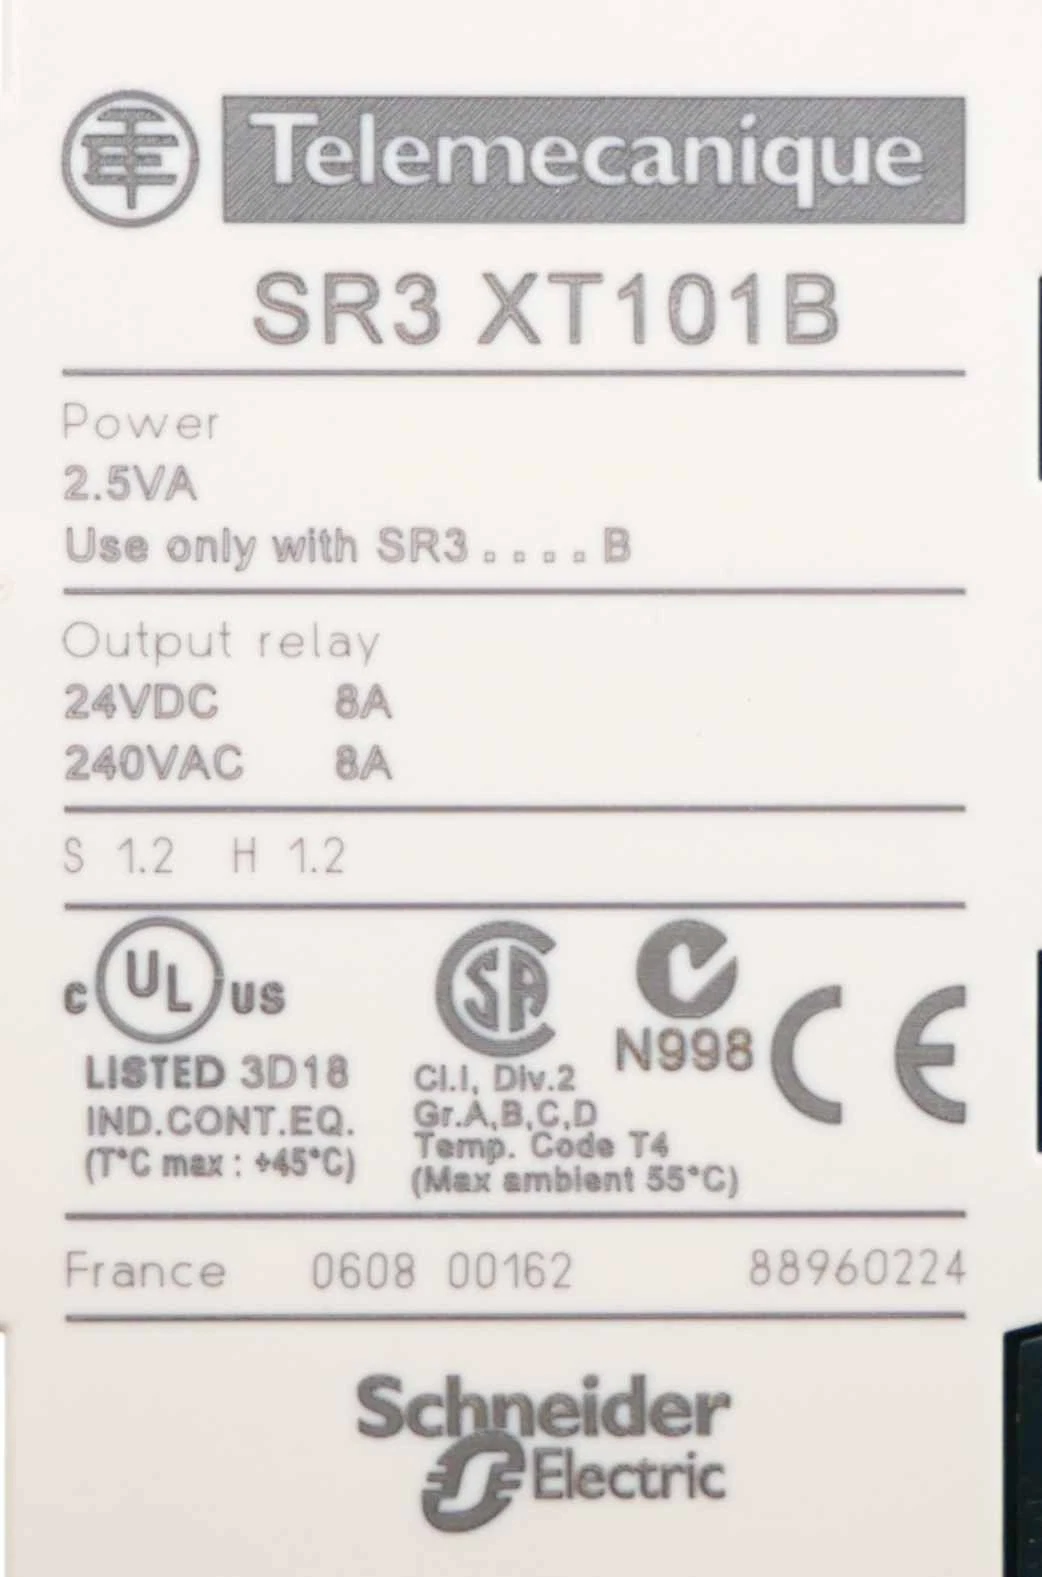 Telemecanique
SR3 XT101B
Power
2.5VA
Use only with SR3 . . . . B
Output relay
24VDC 8A
240VAC 8A
S 1.2 H 1.2
c UL US
LISTED 3D18
IND.CONT.EQ.
(T°C max : +45°C)
SA
Cl.I, Div.2
Gr.A,B,C,D
Temp. Code T4
(Max ambient 55°C)
N998
CE
France 0608 00162 88960224
Schneider
Electric